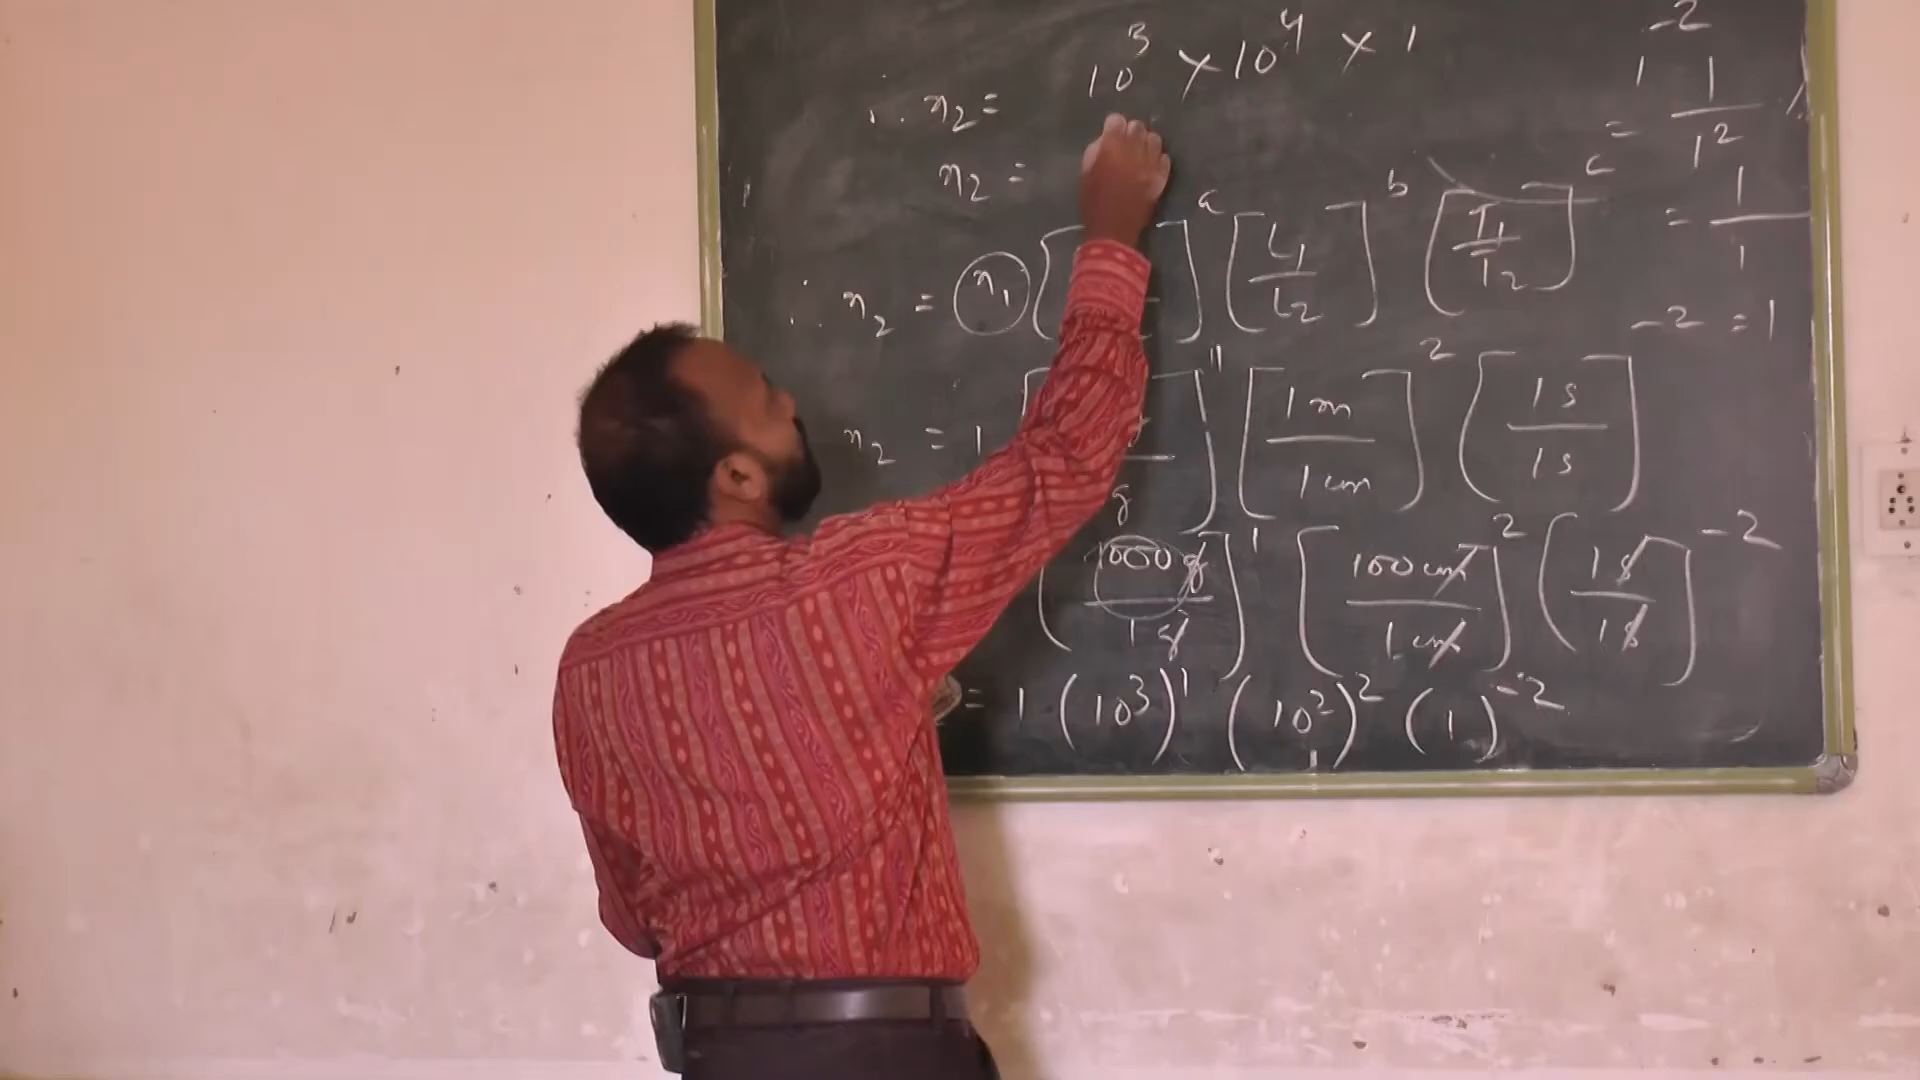 ∴ n₂ = 10³ × 10⁴ × 1
n₂ =
∴ n₂ = n₁ [ ]ᵃ [L₁/L₂]ᵇ [T₁/T₂]ᶜ
n₂ = 1 [ /g]¹ [1m/1cm]² [1s/1s]⁻²
(1000g/1g)¹ [100cm/1cm]² (1s/1s)⁻²
= 1 (10³)¹ (10²)² (1)⁻²
1⁻²
= 1/1²
= 1/1
= 1